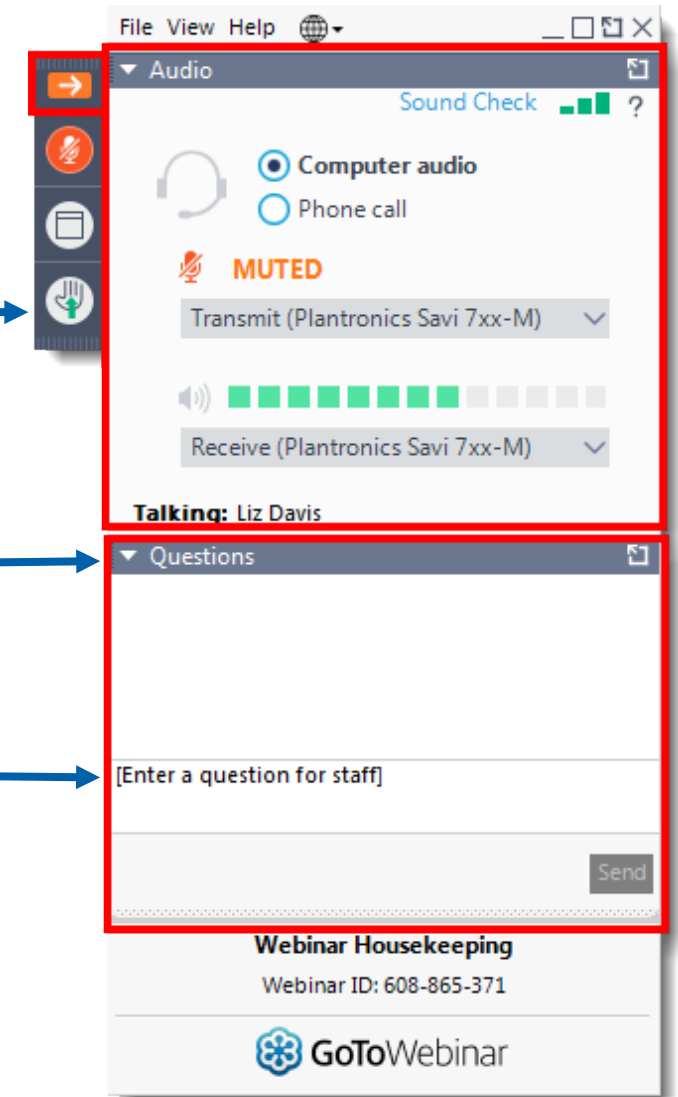 File View Help
Audio
Sound Check ?
Computer audio
Phone call
MUTED
Transmit (Plantronics Savi 7xx-M)
Receive (Plantronics Savi 7xx-M)
Talking: Liz Davis
Questions
[Enter a question for staff]
Send
Webinar Housekeeping
Webinar ID: 608-865-371
GoToWebinar